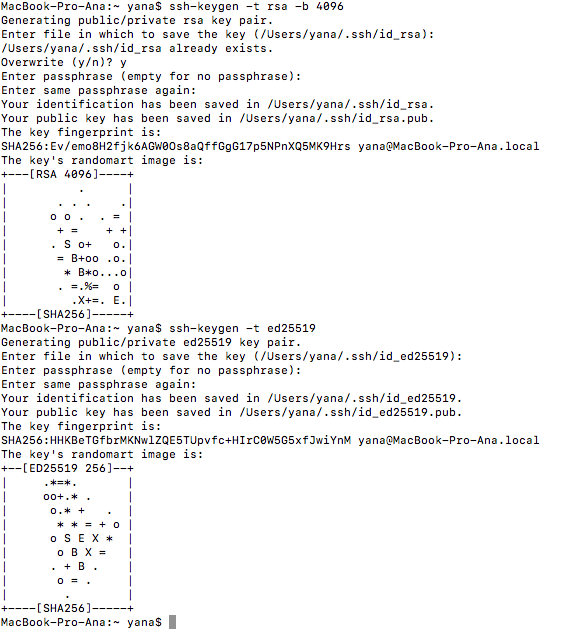 MacBook-Pro-Ana:~ yana$ ssh-keygen -t rsa -b 4096
Generating public/private rsa key pair.
Enter file in which to save the key (/Users/yana/.ssh/id_rsa):
/Users/yana/.ssh/id_rsa already exists.
Overwrite (y/n)? y
Enter passphrase (empty for no passphrase):
Enter same passphrase again:
Your identification has been saved in /Users/yana/.ssh/id_rsa.
Your public key has been saved in /Users/yana/.ssh/id_rsa.pub.
The key fingerprint is:
SHA256:Ev/emo8H2fjk6AGW0Os8aQffGgG17p5NPnXQ5MK9Hrs yana@MacBook-Pro-Ana.local
The key's randomart image is:
+---[RSA 4096]----+
|          .      |
|       . . .    .|
|      o o .  . = |
|       + =    + +|
|      . S o+   o.|
|       = B+oo .o.|
|        * B*o...o|
|       . =.%=  o |
|         .X+=. E.|
+----[SHA256]-----+
MacBook-Pro-Ana:~ yana$ ssh-keygen -t ed25519
Generating public/private ed25519 key pair.
Enter file in which to save the key (/Users/yana/.ssh/id_ed25519):
Enter passphrase (empty for no passphrase):
Enter same passphrase again:
Your identification has been saved in /Users/yana/.ssh/id_ed25519.
Your public key has been saved in /Users/yana/.ssh/id_ed25519.pub.
The key fingerprint is:
SHA256:HHKBeTGfbrMKNwlZQE5TUpvfc+HIrC0W5G5xfJwiYnM yana@MacBook-Pro-Ana.local
The key's randomart image is:
+--[ED25519 256]--+
|     .*=*.       |
|     oo+.* .     |
|      o.* +   .  |
|       * * = + o |
|      o S E X *  |
|       o B X =   |
|      . + B .    |
|       o = .     |
|        .        |
+----[SHA256]-----+
MacBook-Pro-Ana:~ yana$